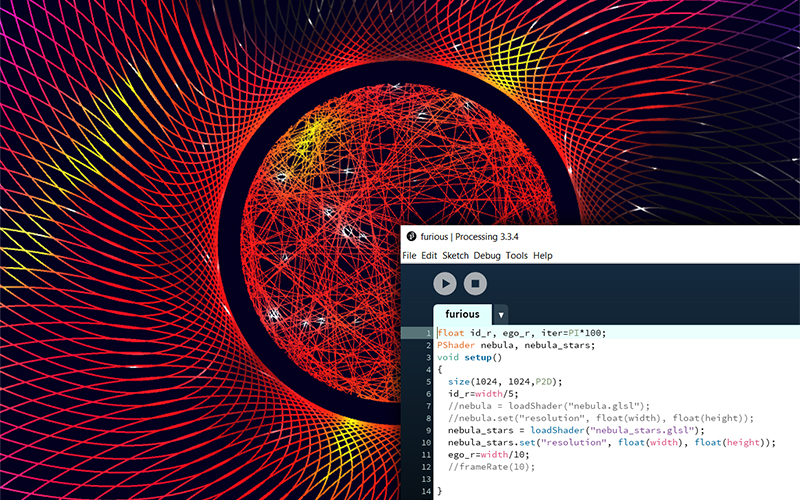 furious | Processing 3.3.4
File Edit Sketch Debug Tools Help
furious
1 float id_r, ego_r, iter=PI*100;
2 PShader nebula, nebula_stars;
3 void setup()
4 {
5 size(1024, 1024,P2D);
6 id_r=width/5;
7 //nebula = loadShader("nebula.glsl");
8 //nebula.set("resolution", float(width), float(height));
9 nebula_stars = loadShader("nebula_stars.glsl");
10 nebula_stars.set("resolution", float(width), float(height));
11 ego_r=width/10;
12 //frameRate(10);
13
14 }